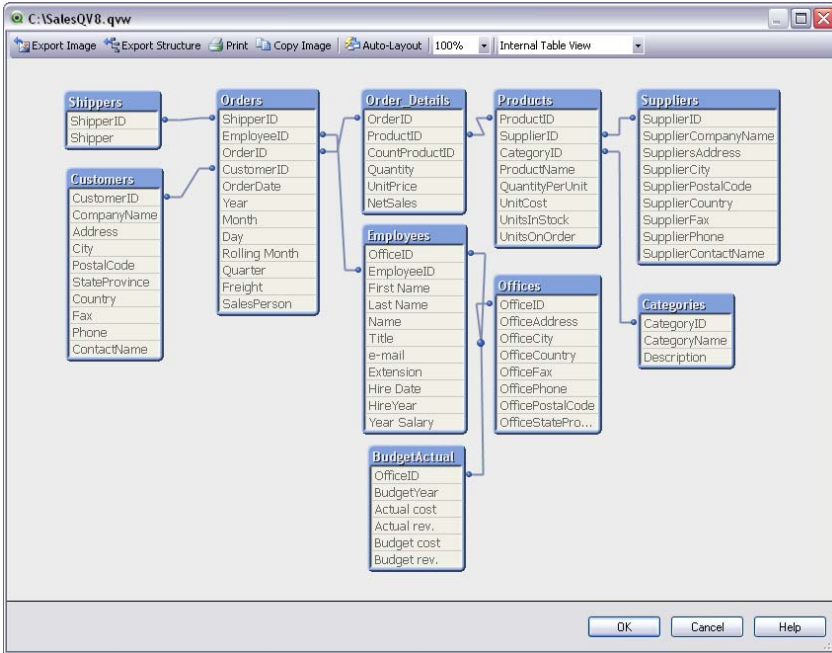 C:\SalesQV8.qvw
Export Image Export Structure Print Copy Image Auto-Layout 100% Internal Table View
Shippers
ShipperID
Shipper
Customers
CustomerID
CompanyName
Address
City
PostalCode
StateProvince
Country
Fax
Phone
ContactName
Orders
ShipperID
EmployeeID
OrderID
CustomerID
OrderDate
Year
Month
Day
Rolling Month
Quarter
Freight
SalesPerson
Order_Details
OrderID
ProductID
CountProductID
Quantity
UnitPrice
NetSales
Employees
OfficeID
EmployeeID
First Name
Last Name
Name
Title
e-mail
Extension
Hire Date
HireYear
Year Salary
BudgetActual
OfficeID
BudgetYear
Actual cost
Actual rev.
Budget cost
Budget rev.
Products
ProductID
SupplierID
CategoryID
ProductName
QuantityPerUnit
UnitCost
UnitsInStock
UnitsOnOrder
Offices
OfficeID
OfficeAddress
OfficeCity
OfficeCountry
OfficeFax
OfficePhone
OfficePostalCode
OfficeStatePro...
Suppliers
SupplierID
SupplierCompanyName
SuppliersAddress
SupplierCity
SupplierPostalCode
SupplierCountry
SupplierFax
SupplierPhone
SupplierContactName
Categories
CategoryID
CategoryName
Description
OK Cancel Help